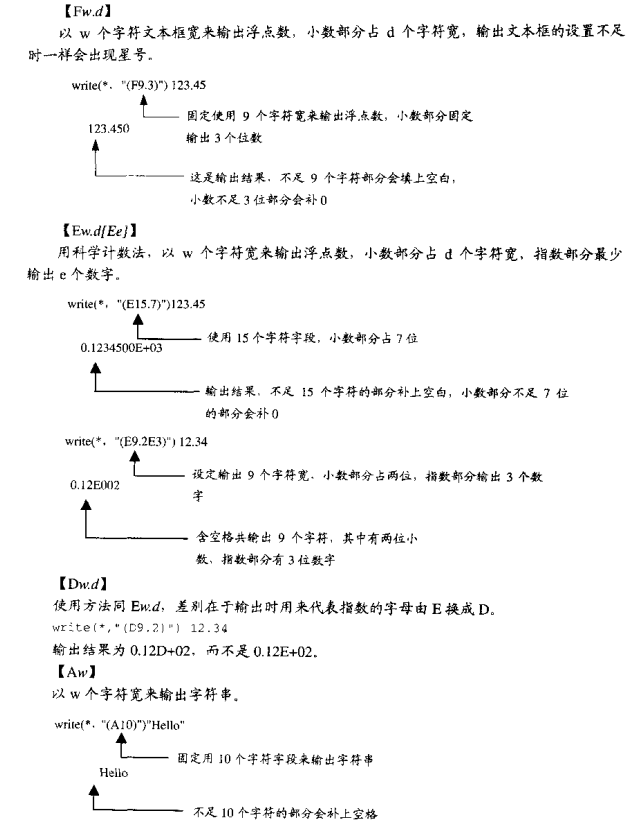 【Fw.d】
以 w 个字符文本框宽来输出浮点数，小数部分占 d 个字符宽，输出文本框的设置不足
时一样会出现星号。
write(*, "(F9.3)") 123.45
固定使用 9 个字符宽来输出浮点数，小数部分固定
输出 3 个位数
123.450
这是输出结果，不足 9 个字符部分会填上空白，
小数不足 3 位部分会补 0
【Ew.d[Ee]】
用科学计数法，以 w 个字符宽来输出浮点数，小数部分占 d 个字符宽，指数部分最少
输出 e 个数字。
write(*, "(E15.7)")123.45
使用 15 个字符字段，小数部分占 7 位
0.1234500E+03
输出结果，不足 15 个字符的部分补上空白，小数部分不足 7 位
的部分会补 0
write(*, "(E9.2E3)") 12.34
设定输出 9 个字符宽，小数部分占两位，指数部分输出 3 个数
字
0.12E002
含空格共输出 9 个字符，其中有两位小
数、指数部分有 3 位数字
【Dw.d】
使用方法同 Ew.d，差别在于输出时用来代表指数的字母由 E 换成 D。
write(*,"(D9.2)") 12.34
输出结果为 0.12D+02，而不是 0.12E+02。
【Aw】
以 w 个字符宽来输出字符串。
write(*, "(A10)")"Hello"
固定用 10 个字符字段来输出字符串
Hello
不足 10 个字符的部分会补上空格